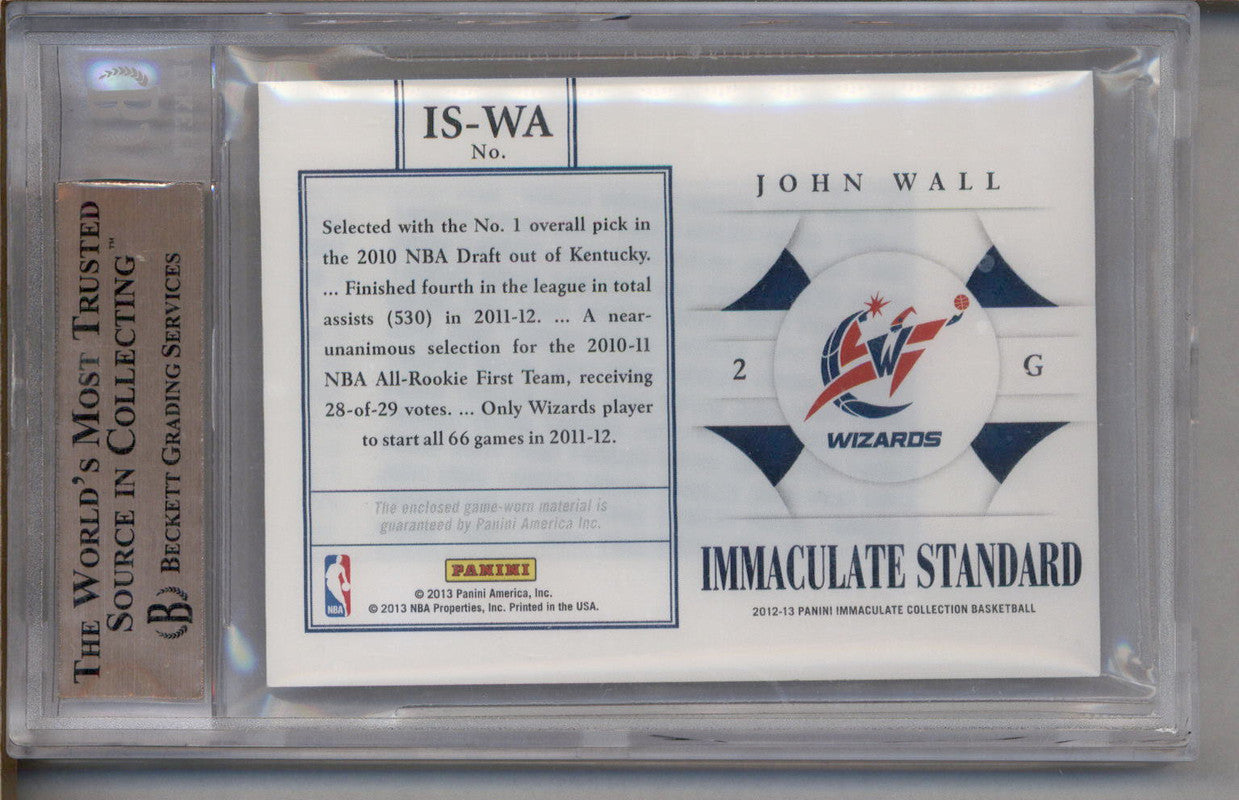 THE WORLD'S MOST TRUSTED
SOURCE IN COLLECTING™
BECKETT GRADING SERVICES
B
IS-WA
No.
Selected with the No. 1 overall pick in
the 2010 NBA Draft out of Kentucky.
... Finished fourth in the league in total
assists (530) in 2011-12. ... A near-
unanimous selection for the 2010-11
NBA All-Rookie First Team, receiving
28-of-29 votes. ... Only Wizards player
to start all 66 games in 2011-12.
The enclosed game-worn material is
guaranteed by Panini America Inc.
NBA
PANINI
© 2013 Panini America, Inc.
© 2013 NBA Properties, Inc. Printed in the USA.
JOHN WALL
2
G
W
WIZARDS
IMMACULATE STANDARD
2012-13 PANINI IMMACULATE COLLECTION BASKETBALL